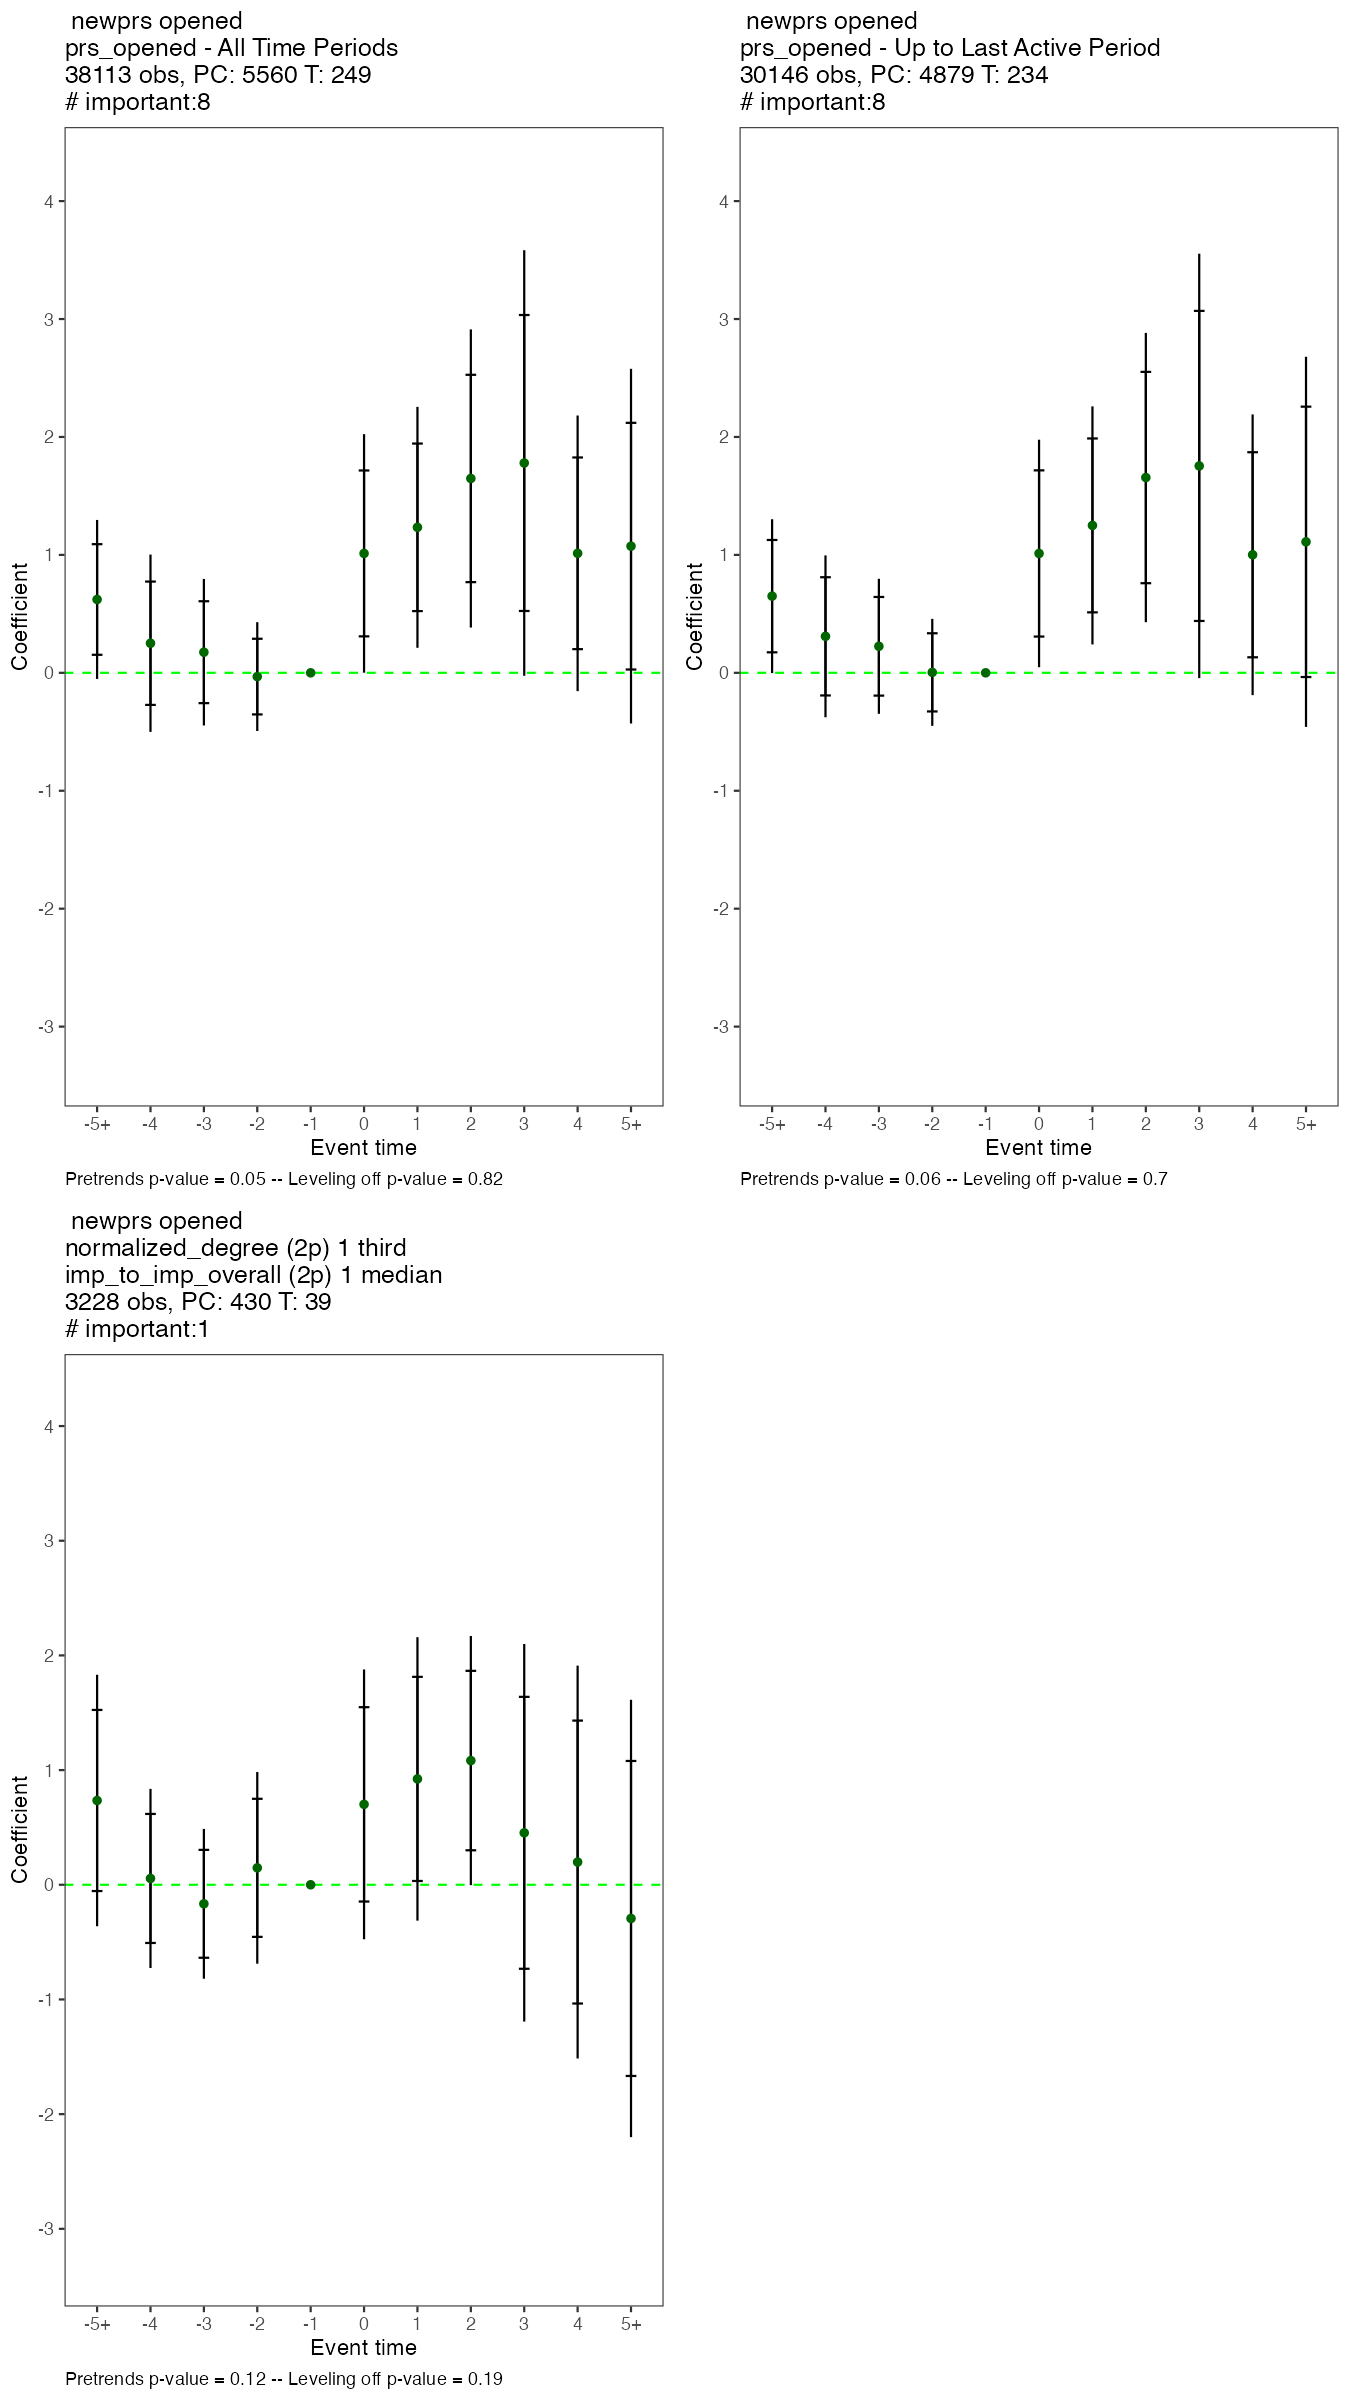 newprs opened
prs_opened - All Time Periods
38113 obs, PC: 5560 T: 249
# important:8
4
3
2
1
0
-1
-2
-3
Coefficient
-5+ -4 -3 -2 -1 0 1 2 3 4 5+
Event time
Pretrends p-value = 0.05 -- Leveling off p-value = 0.82
newprs opened
prs_opened - Up to Last Active Period
30146 obs, PC: 4879 T: 234
# important:8
4
3
2
1
0
-1
-2
-3
Coefficient
-5+ -4 -3 -2 -1 0 1 2 3 4 5+
Event time
Pretrends p-value = 0.06 -- Leveling off p-value = 0.7
newprs opened
normalized_degree (2p) 1 third
imp_to_imp_overall (2p) 1 median
3228 obs, PC: 430 T: 39
# important:1
4
3
2
1
0
-1
-2
-3
Coefficient
-5+ -4 -3 -2 -1 0 1 2 3 4 5+
Event time
Pretrends p-value = 0.12 -- Leveling off p-value = 0.19